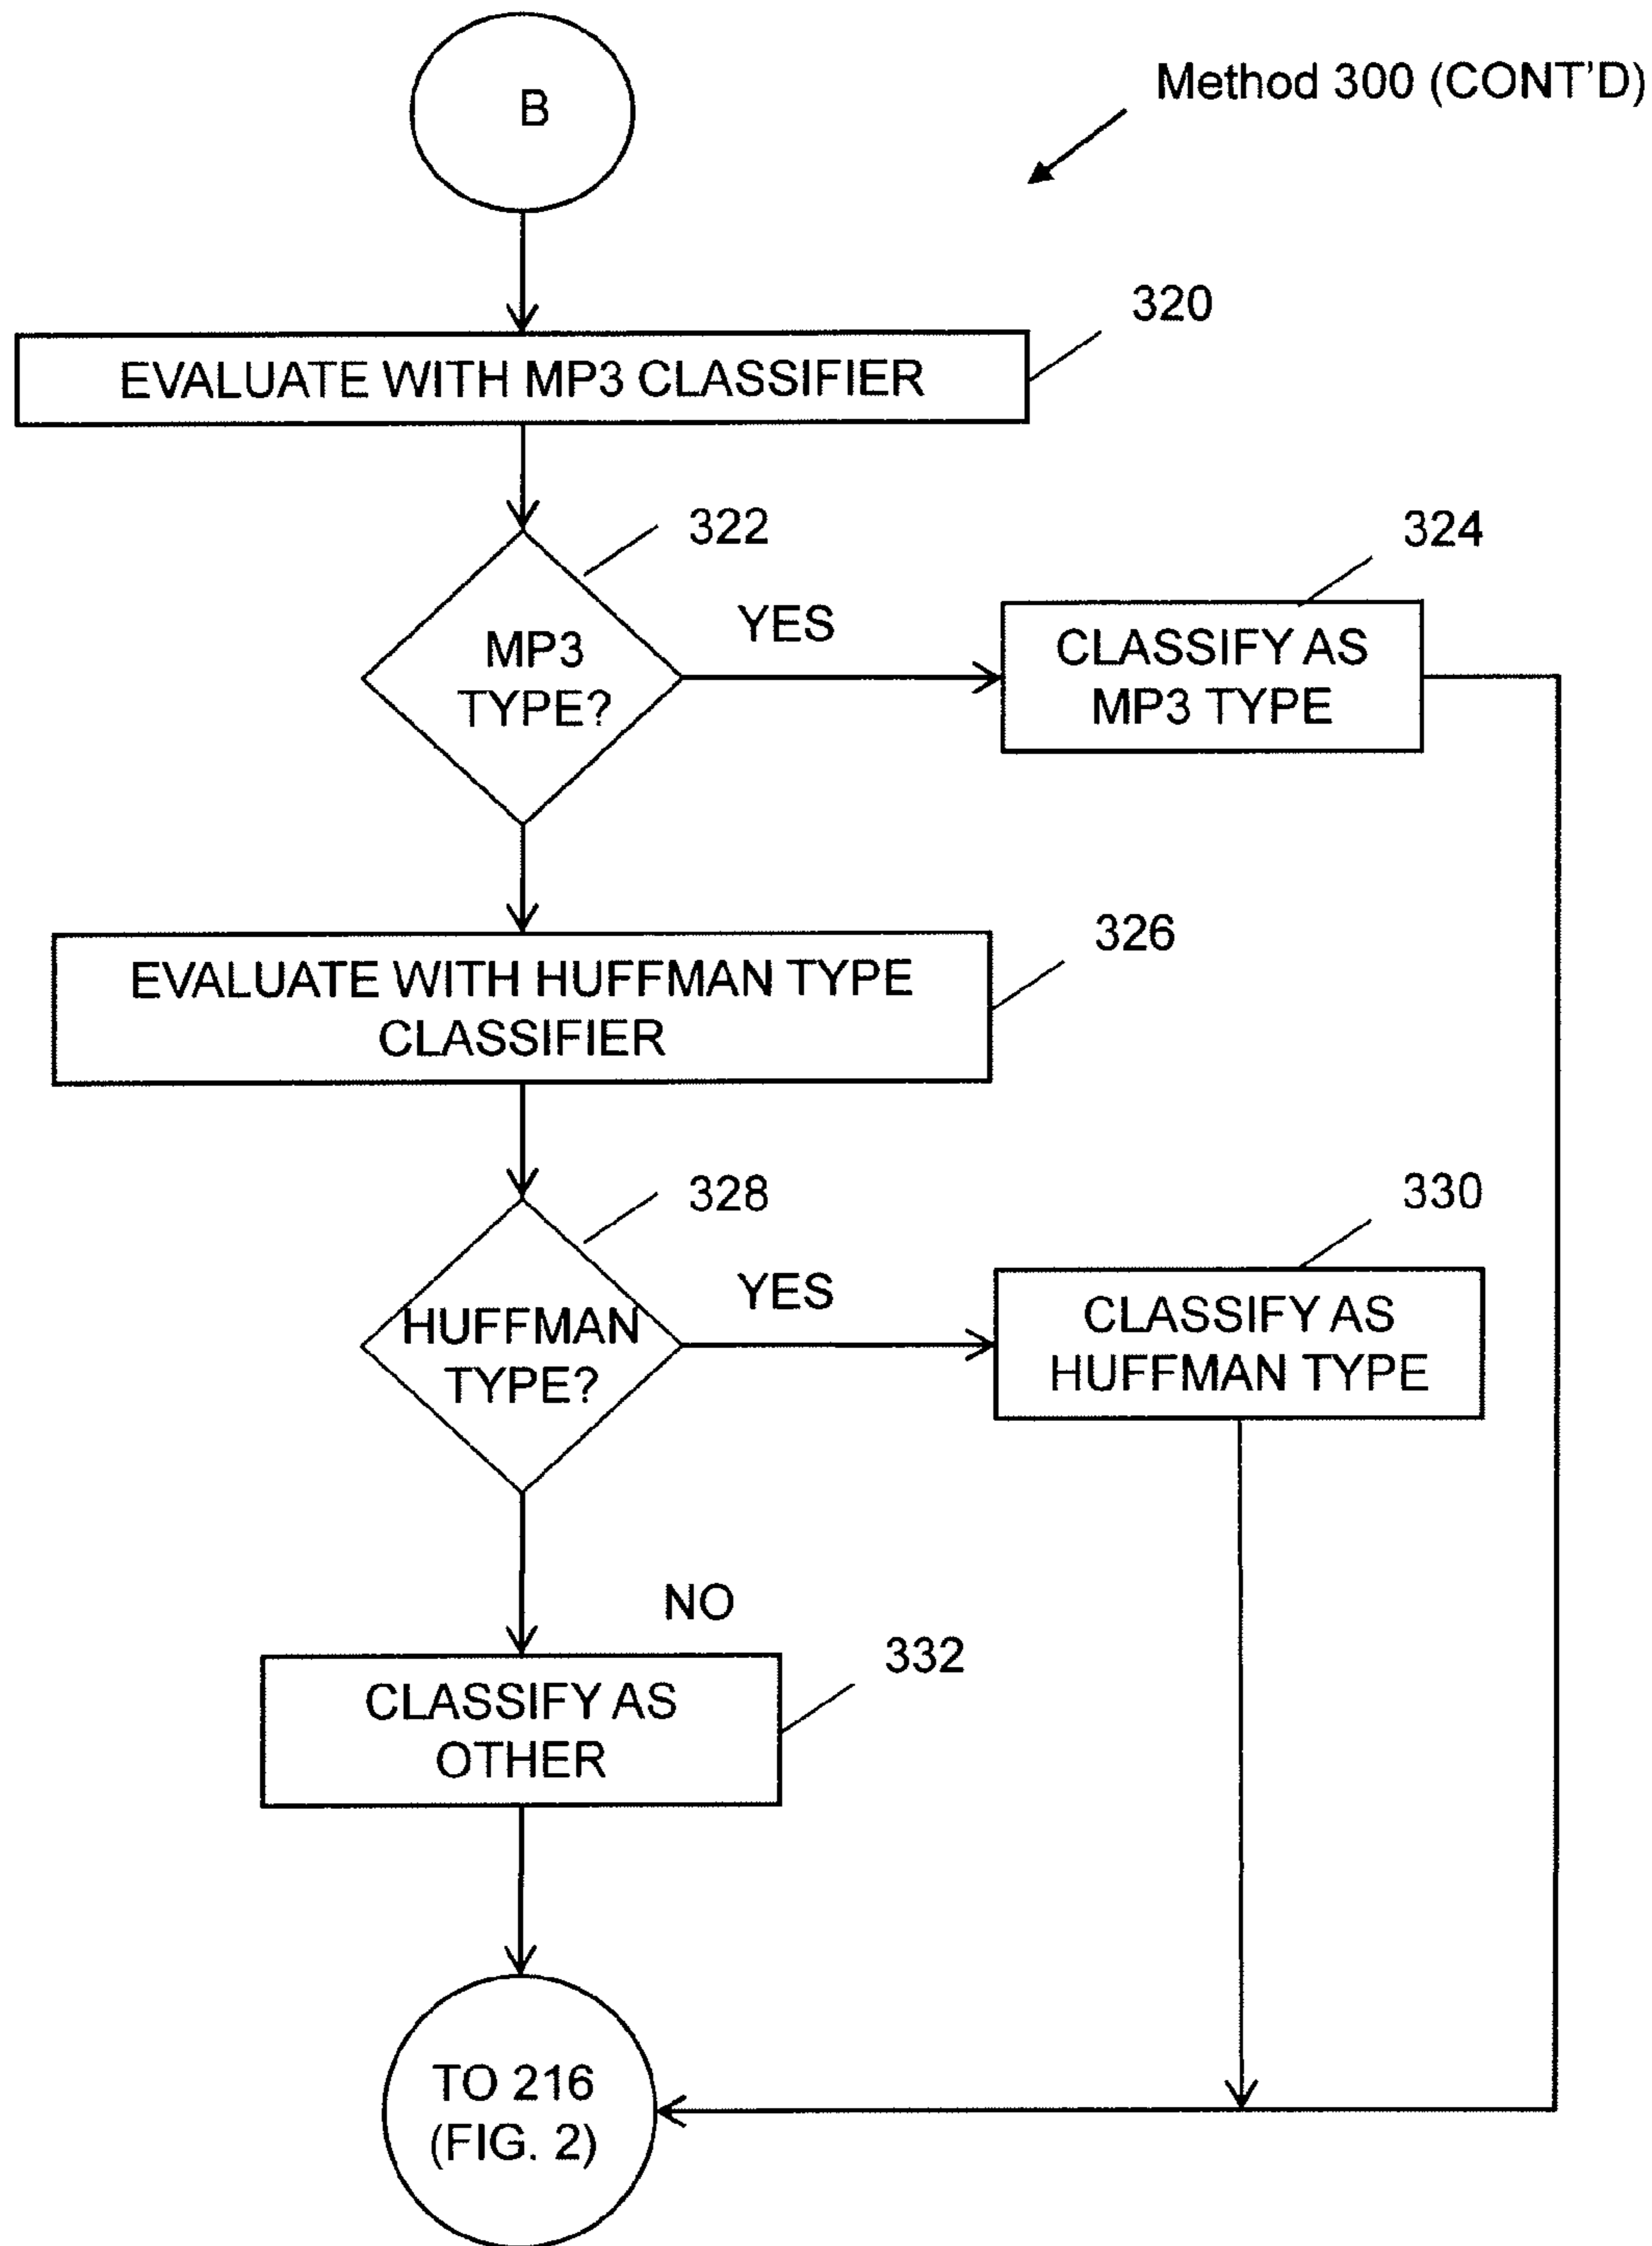 B
Method 300 (CONT'D)
320
EVALUATE WITH MP3 CLASSIFIER
322
324
MP3
TYPE?
YES
CLASSIFY AS
MP3 TYPE
326
EVALUATE WITH HUFFMAN TYPE
CLASSIFIER
328
330
HUFFMAN
TYPE?
YES
CLASSIFY AS
HUFFMAN TYPE
NO
332
CLASSIFY AS
OTHER
TO 216
(FIG. 2)